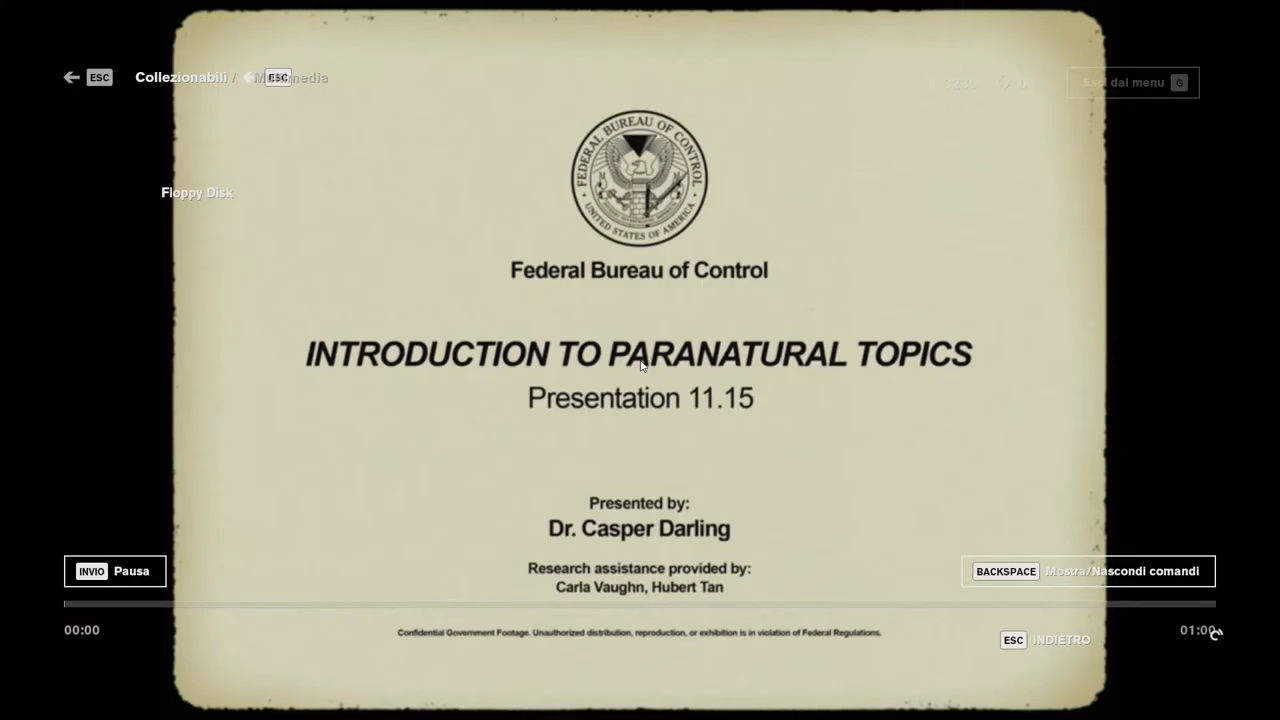 ESC Collezionabili / Multimedia
ESC
Esci dal menu G
Floppy Disk
FEDERAL BUREAU OF CONTROL
UNITED STATES OF AMERICA
Federal Bureau of Control
INTRODUCTION TO PARANATURAL TOPICS
Presentation 11.15
Presented by:
Dr. Casper Darling
Research assistance provided by:
Carla Vaughn, Hubert Tan
INVIO Pausa
BACKSPACE Mostra/Nascondi comandi
00:00
01:00
Confidential Government Footage. Unauthorized distribution, reproduction, or exhibition is in violation of Federal Regulations.
ESC INDIETRO